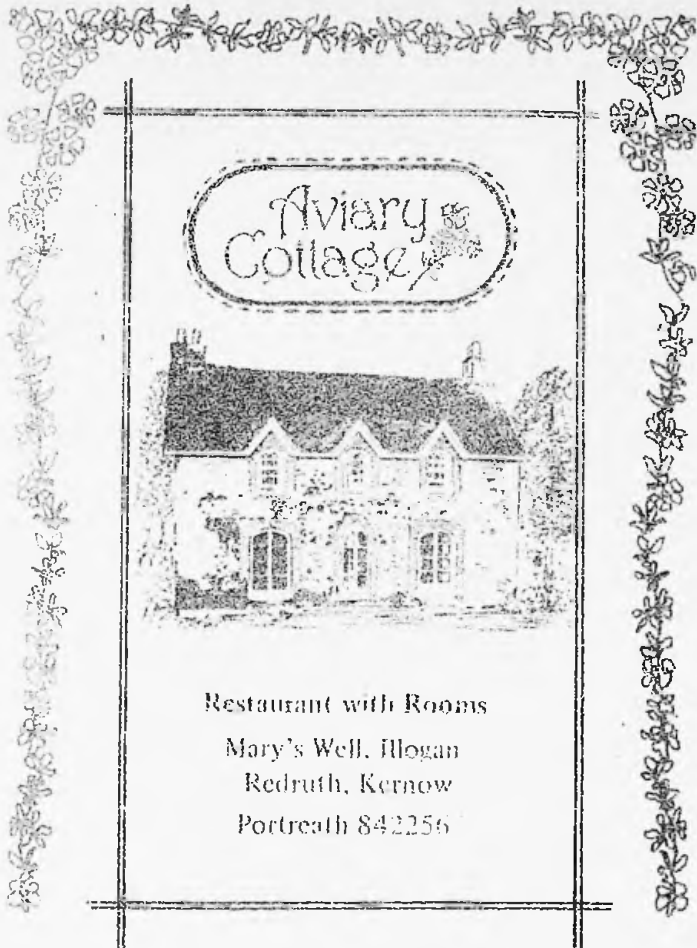 Aviary
Cottage
Restaurant with Rooms
Mary's Well, Illogan
Redruth, Kernow
Portreath 842256